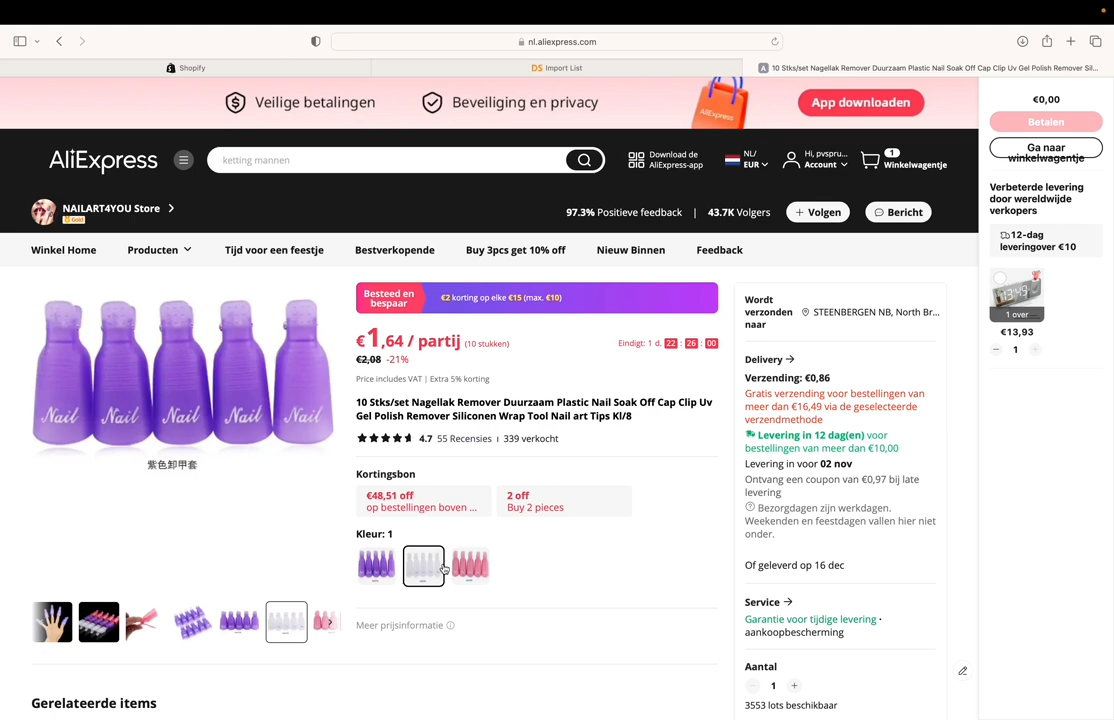 nl.aliexpress.com
Shopify
DS Import List
10 Stks/set Nagellak Remover Duurzaam Plastic Nail Soak Off Cap Clip Uv Gel Polish Remover Sil...
Veilige betalingen
Beveiliging en privacy
AliExpress
App downloaden
AliExpress
ketting mannen
Download de
AliExpress-app
NL/
EUR
Hi, pvspru...
Account
1
Winkelwagentje
NAILART4YOU Store
Gold
97.3% Positieve feedback | 43.7K Volgers
+ Volgen
Bericht
Winkel Home
Producten
Tijd voor een feestje
Bestverkopende
Buy 3pcs get 10% off
Nieuw Binnen
Feedback
Nail Nail Nail Nail Nail
紫色卸甲套
Besteed en
bespaar
€2 korting op elke €15 (max. €10)
€1,64 / partij (10 stukken)
Eindigt: 1 d. 22 : 26 : 00
€2,08 -21%
Price includes VAT | Extra 5% korting
10 Stks/set Nagellak Remover Duurzaam Plastic Nail Soak Off Cap Clip Uv
Gel Polish Remover Siliconen Wrap Tool Nail art Tips Kl/8
4.7 55 Recensies 339 verkocht
Kortingsbon
€48,51 off
op bestellingen boven ...
2 off
Buy 2 pieces
Kleur: 1
Meer prijsinformatie
Gerelateerde items
Wordt
verzonden
naar
STEENBERGEN NB, North Br...
Delivery
Verzending: €0,86
Gratis verzending voor bestellingen van
meer dan €16,49 via de geselecteerde
verzendmethode
Levering in 12 dag(en) voor
bestellingen van meer dan €10,00
Levering in voor 02 nov
Ontvang een coupon van €0,97 bij late
levering
Bezorgdagen zijn werkdagen.
Weekenden en feestdagen vallen hier niet
onder.
Of geleverd op 16 dec
Service
Garantie voor tijdige levering ·
aankoopbescherming
Aantal
− 1 +
3553 lots beschikbaar
€0,00
Betalen
Ga naar
winkelwagentje
Verbeterde levering
door wereldwijde
verkopers
12-dag
leveringover €10
1 over
€13,93
− 1 +